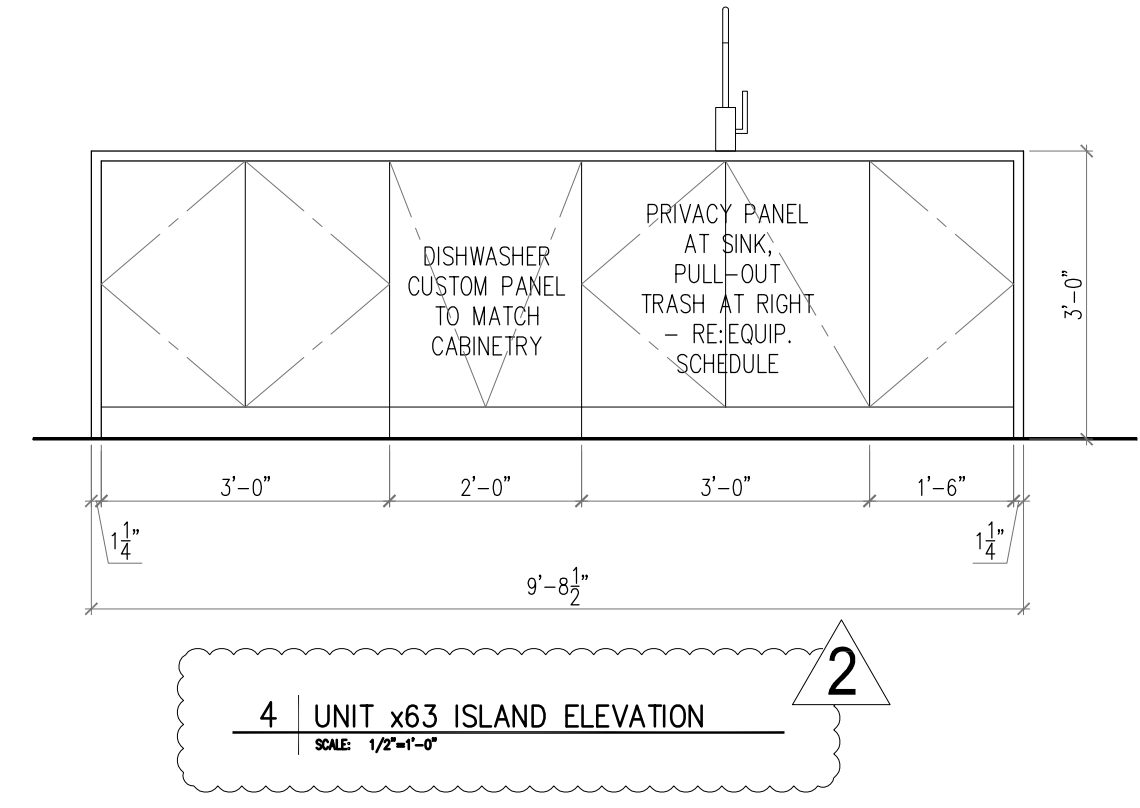 DISHWASHER
CUSTOM PANEL
TO MATCH
CABINETRY
PRIVACY PANEL
AT SINK,
PULL-OUT
TRASH AT RIGHT
- RE:EQUIP.
SCHEDULE
3'-0"
3'-0"
2'-0"
3'-0"
1'-6"
1 1/4"
1 1/4"
9'-8 1/2"
2
4 UNIT x63 ISLAND ELEVATION
SCALE: 1/2"=1'-0"